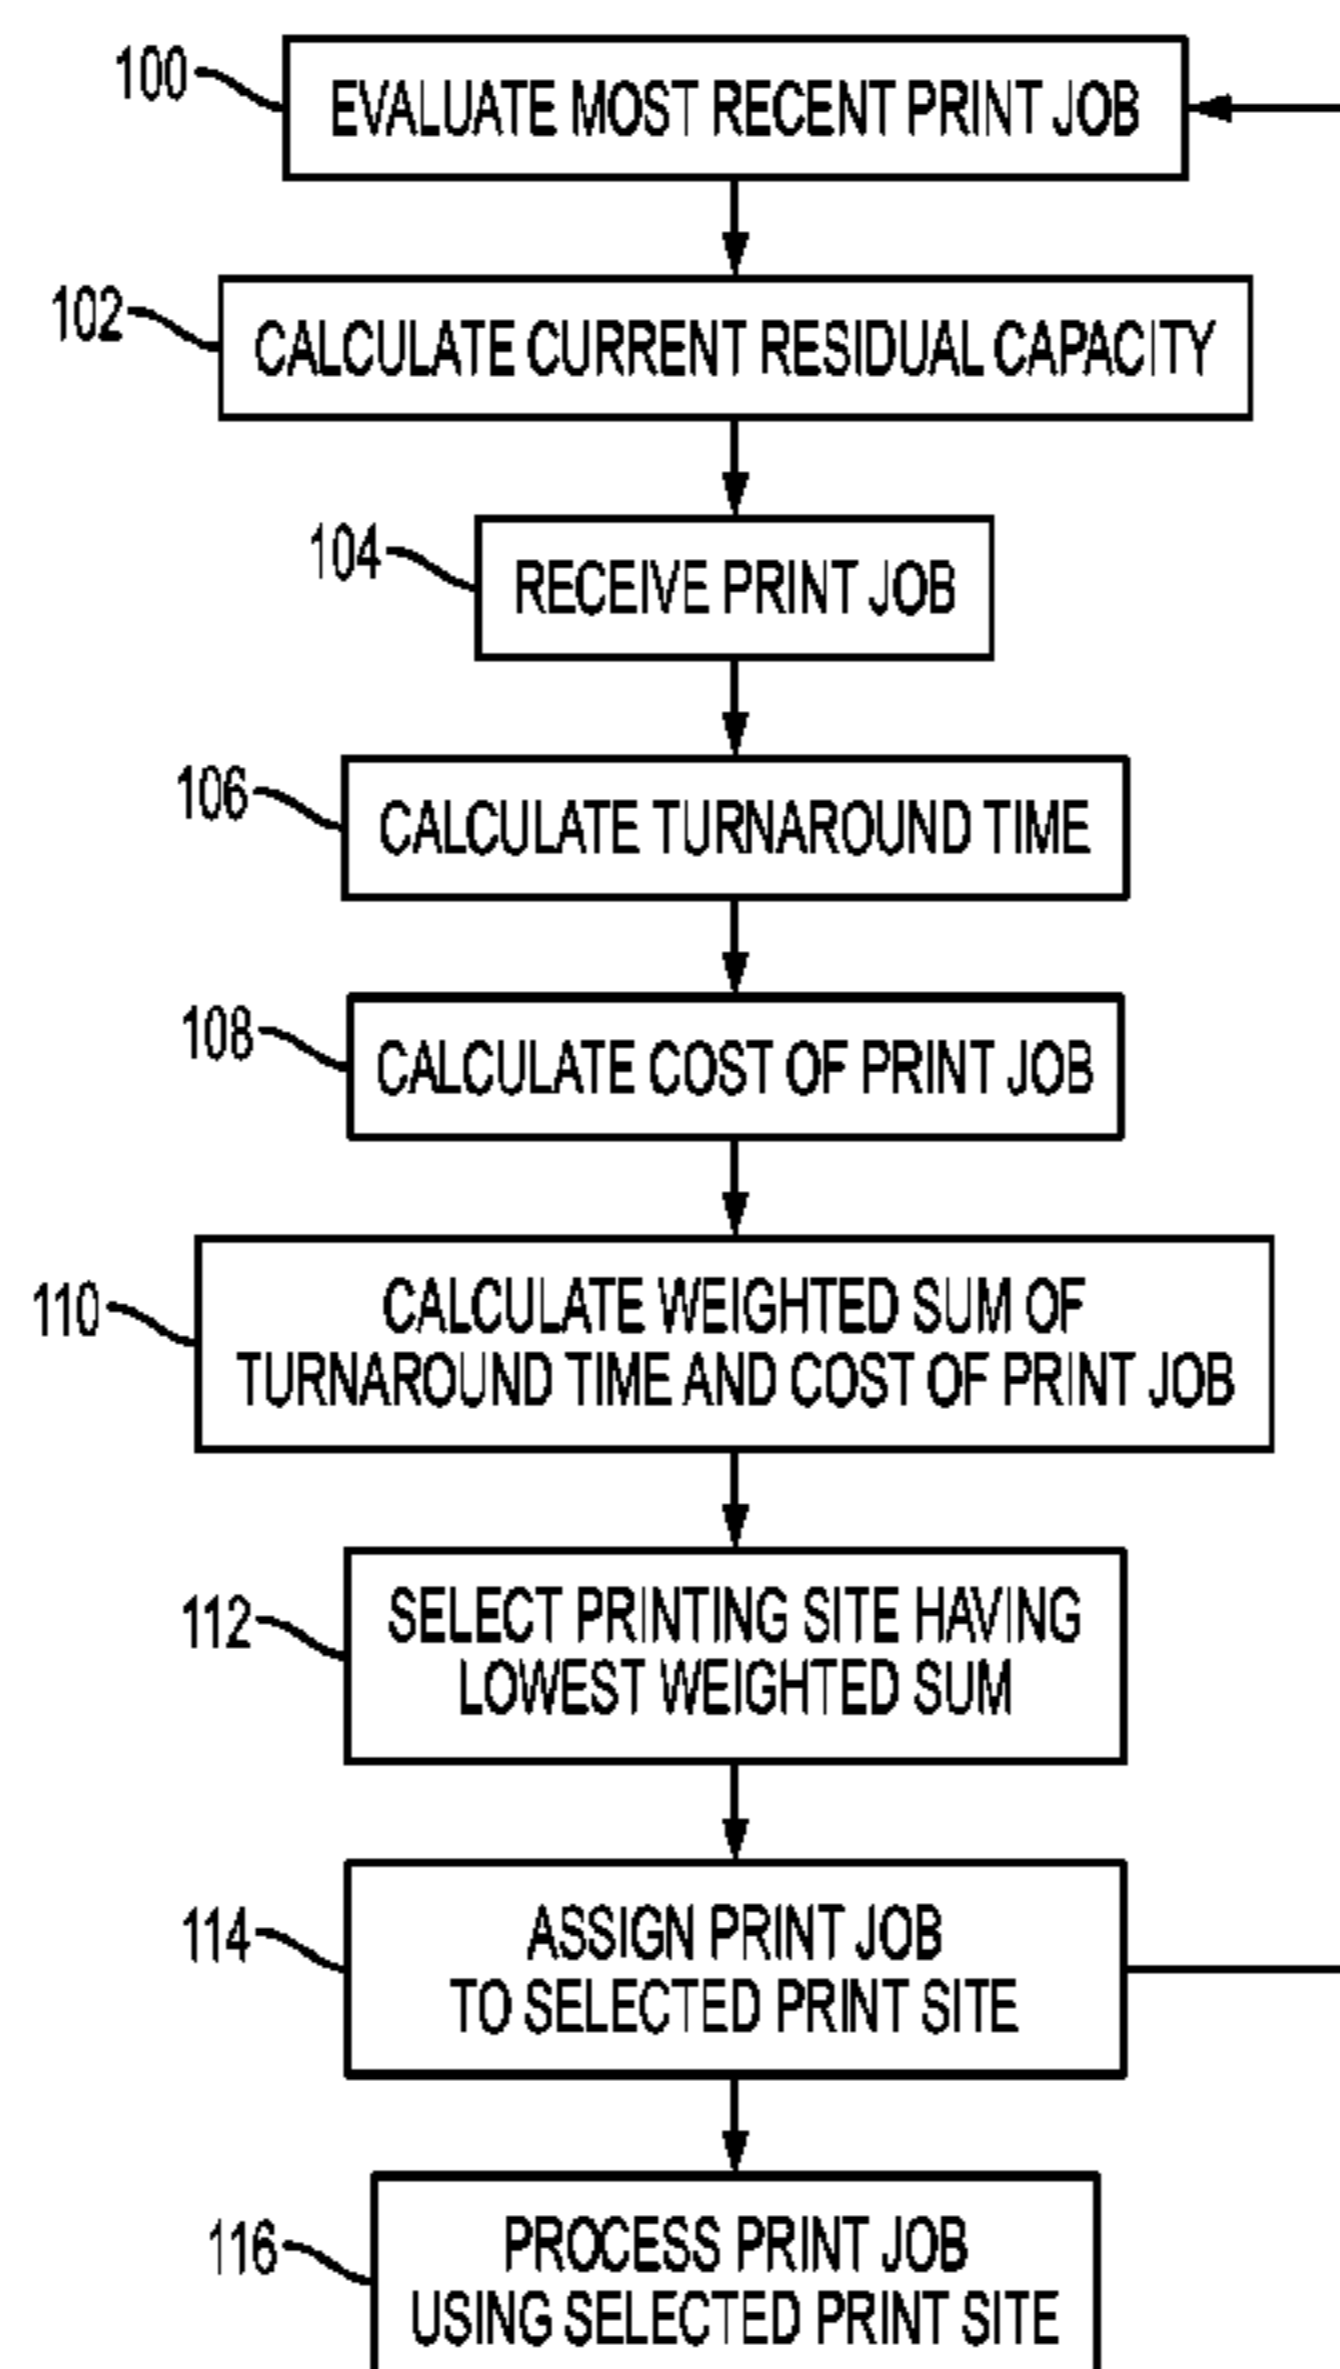 100
EVALUATE MOST RECENT PRINT JOB
102
CALCULATE CURRENT RESIDUAL CAPACITY
104
RECEIVE PRINT JOB
106
CALCULATE TURNAROUND TIME
108
CALCULATE COST OF PRINT JOB
110
CALCULATE WEIGHTED SUM OF
TURNAROUND TIME AND COST OF PRINT JOB
112
SELECT PRINTING SITE HAVING
LOWEST WEIGHTED SUM
114
ASSIGN PRINT JOB
TO SELECTED PRINT SITE
116
PROCESS PRINT JOB
USING SELECTED PRINT SITE